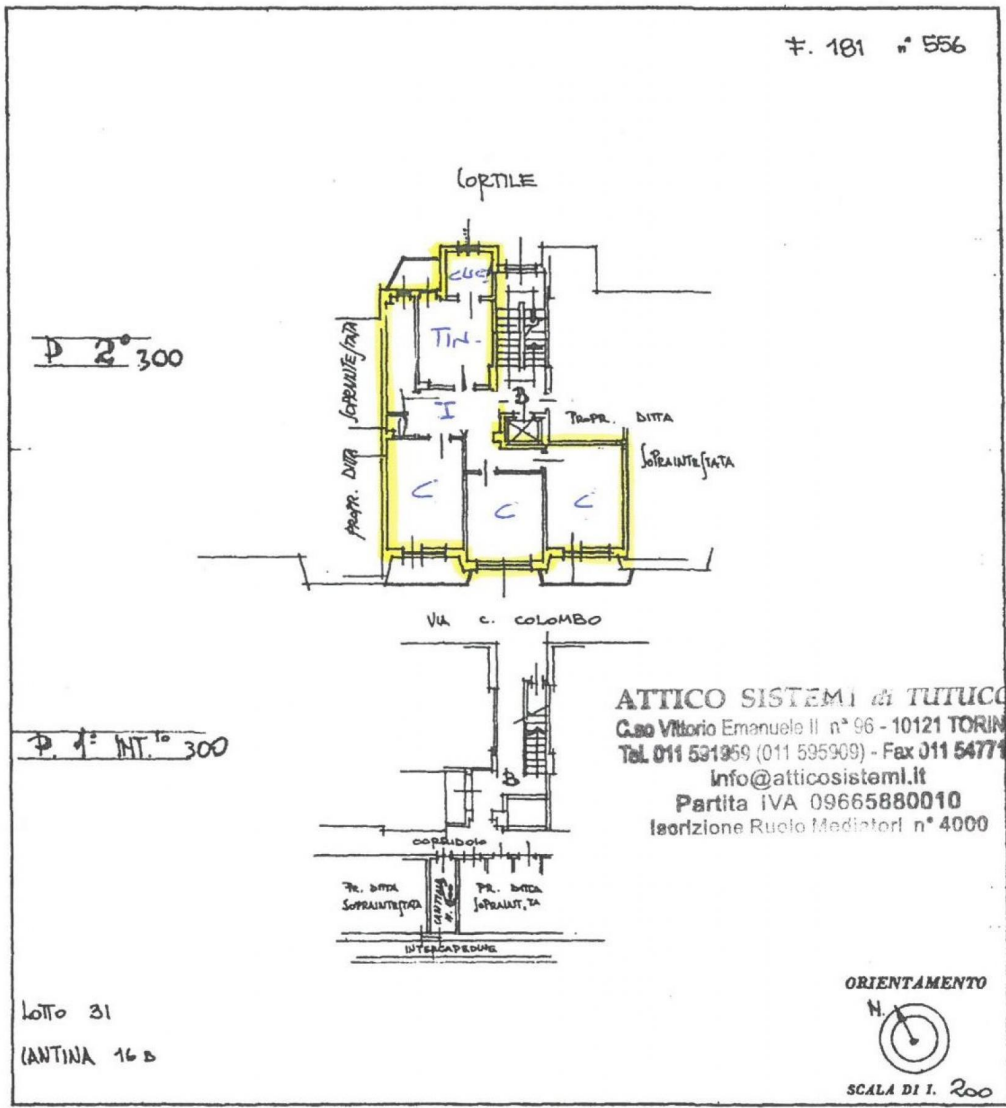 F. 181 n° 556
CORTILE
CUC
TIN.
P 2° 300
PROPR. DITTA SOPRAINTESTATA
I
B
PROPR. DITTA
SOPRAINTESTATA
C
C
C
VIA C. COLOMBO
ATTICO SISTEMI di TUTUCC
C.so Vittorio Emanuele II n° 96 - 10121 TORIN
Tel. 011 591959 (011 595909) - Fax 011 54771
info@atticosistemi.it
Partita IVA 09665880010
Iscrizione Ruolo Mediatori n° 4000
P. 1° INT.TO 300
B
CORRIDOIO
PR. DITTA
SOPRAINTESTATA
CANTINA
PR. DITTA
SOPRAINT.TA
INTERCAPEDINE
LOTTO 31
CANTINA 16 B
ORIENTAMENTO
N.
SCALA DI 1. 200